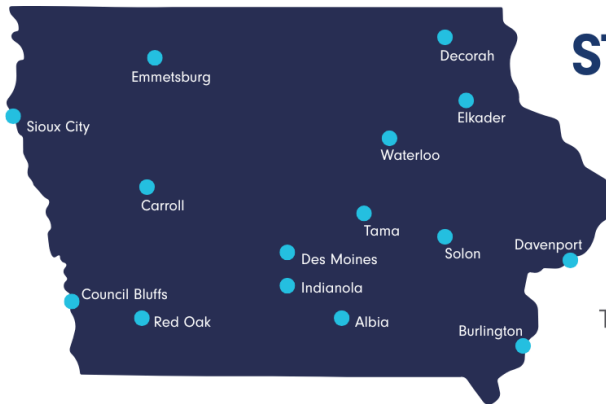 Decorah
ST
Emmetsburg
Elkader
Sioux City
Waterloo
Carroll
Tama
Solon
Davenport
Des Moines
Indianola
Council Bluffs
Red Oak
Albia
T
Burlington